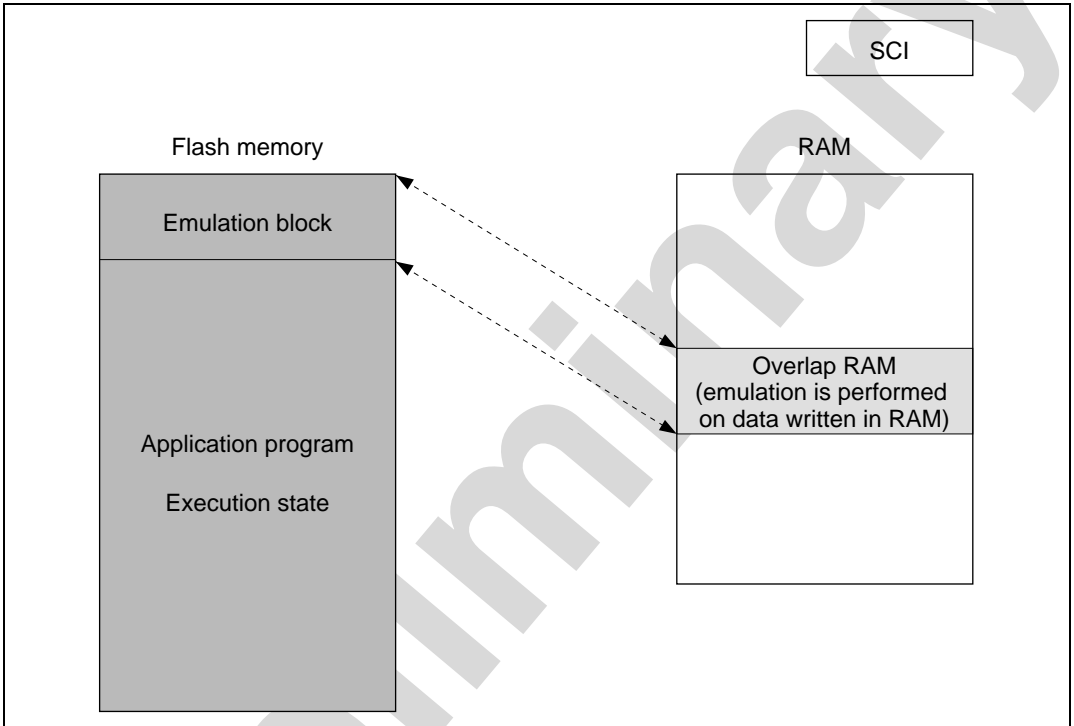 SCI
Flash memory
RAM
Emulation block
Overlap RAM
(emulation is performed
on data written in RAM)
Application program
Execution state